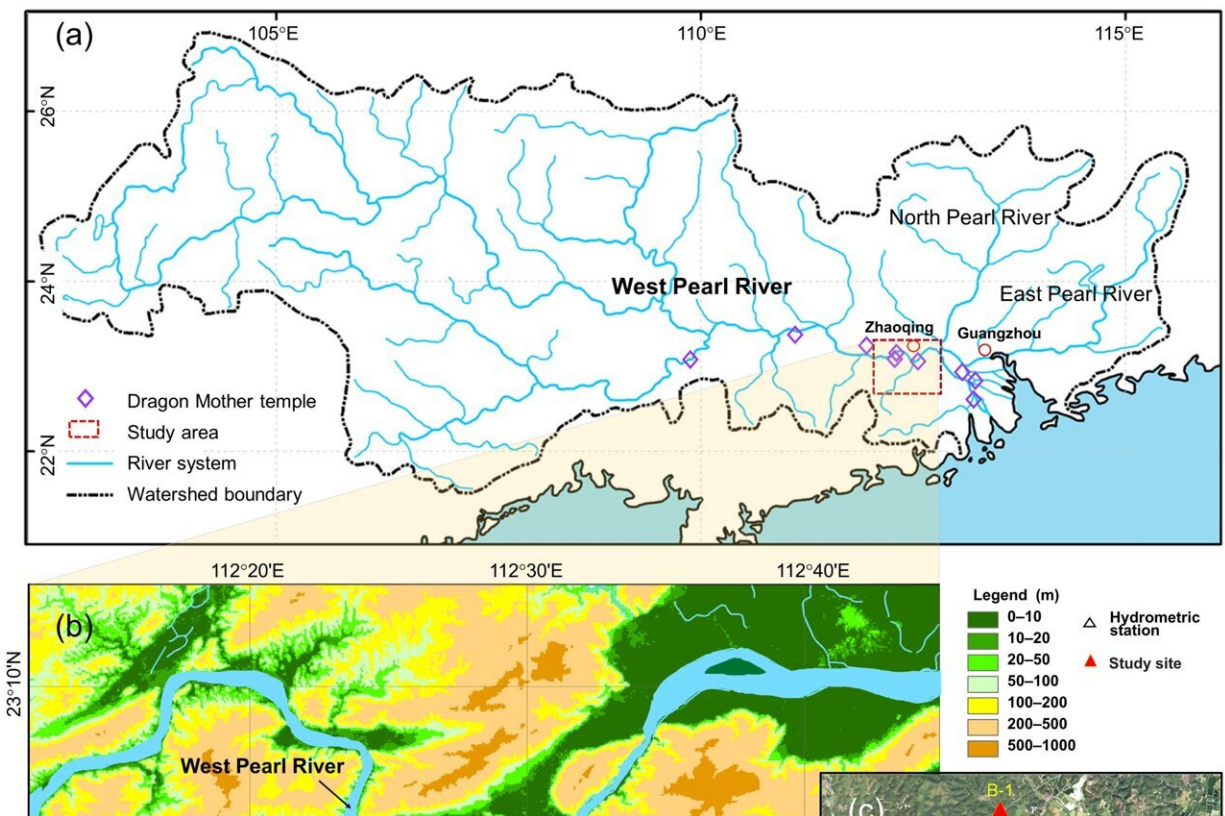 (a)
105°E
110°E
115°E
26°N
24°N
22°N
North Pearl River
West Pearl River
East Pearl River
Zhaoqing
Guangzhou
Dragon Mother temple
Study area
River system
Watershed boundary
112°20'E
112°30'E
112°40'E
(b)
23°10'N
West Pearl River
Legend (m)
0–10
10–20
20–50
50–100
100–200
200–500
500–1000
Hydrometric
station
Study site
(c)
B-1